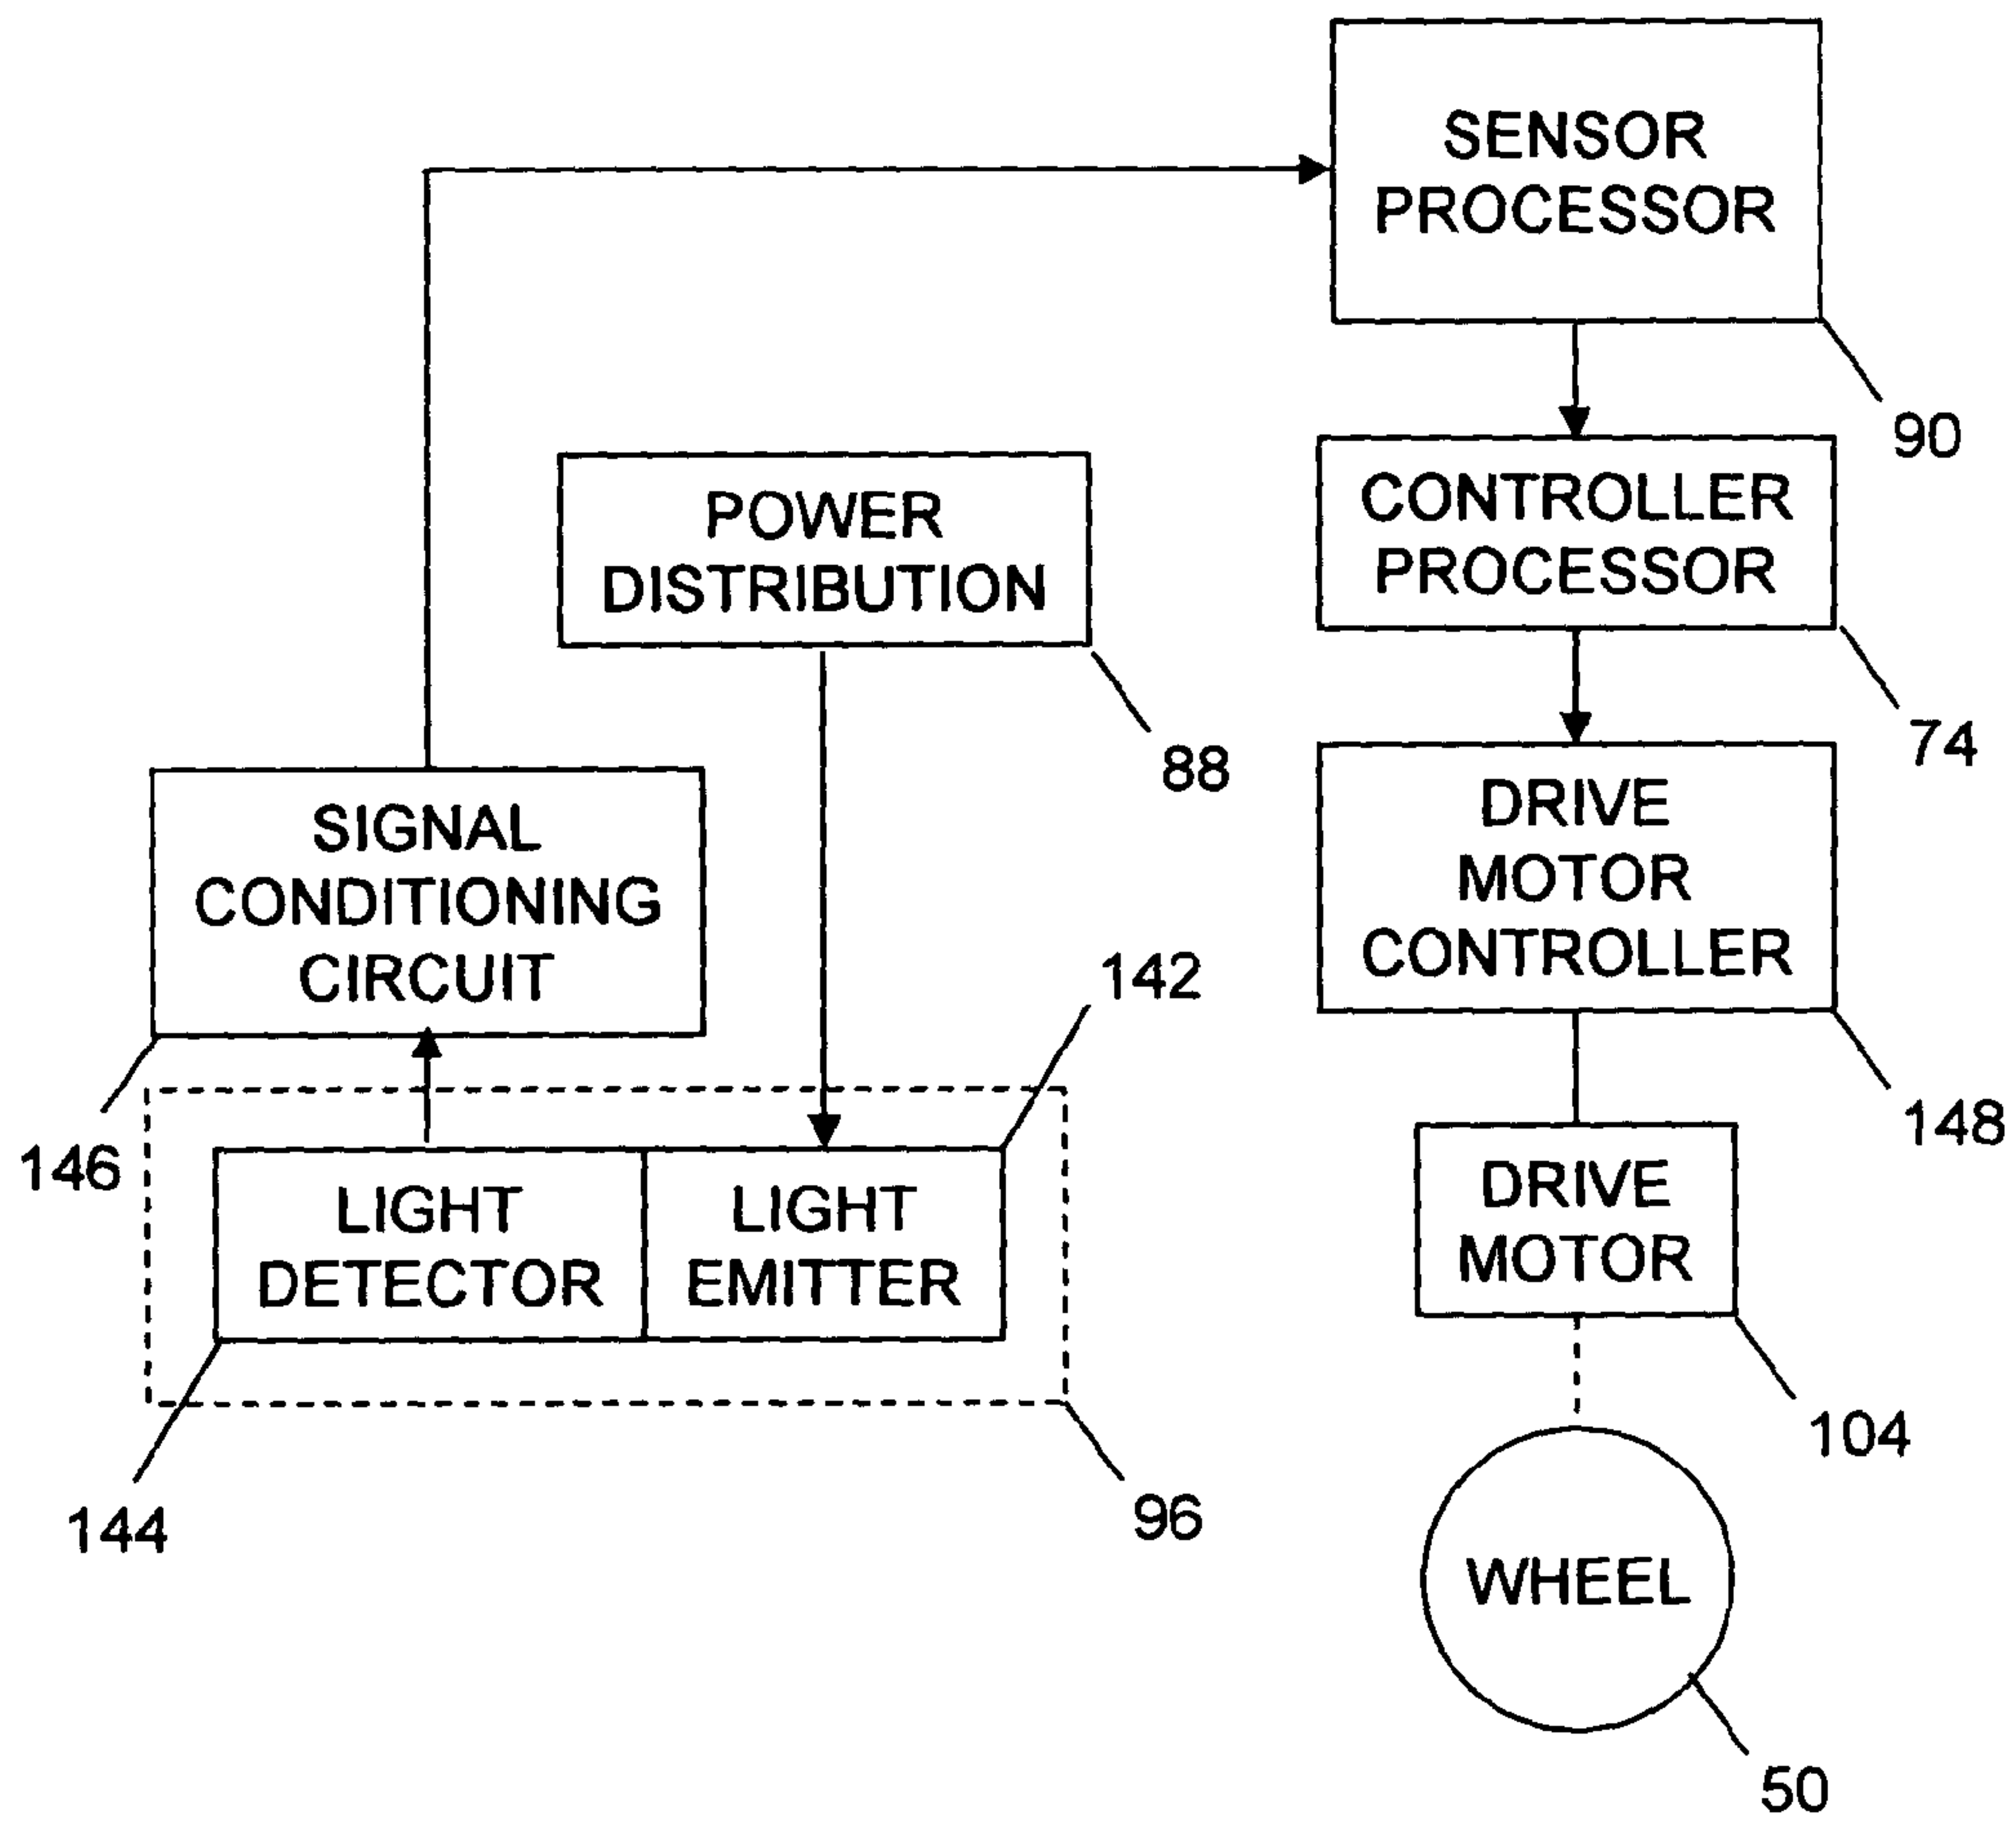 SENSOR
PROCESSOR
90
POWER
DISTRIBUTION
88
CONTROLLER
PROCESSOR
74
SIGNAL
CONDITIONING
CIRCUIT
146
DRIVE
MOTOR
CONTROLLER
148
142
LIGHT
DETECTOR
144
LIGHT
EMITTER
96
DRIVE
MOTOR
104
WHEEL
50